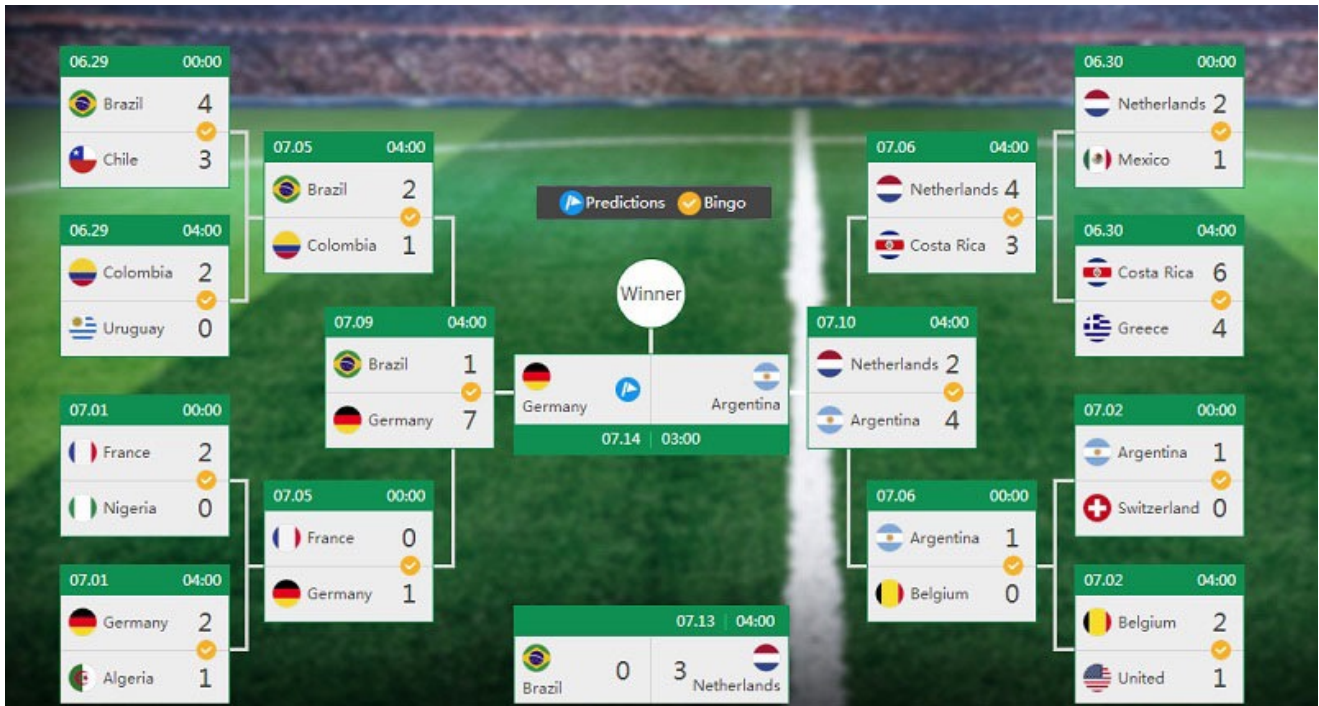 06.29 00:00
Brazil 4
Chile 3
06.29 04:00
Colombia 2
Uruguay 0
07.01 00:00
France 2
Nigeria 0
07.01 04:00
Germany 2
Algeria 1
07.05 04:00
Brazil 2
Colombia 1
07.05 00:00
France 0
Germany 1
07.09 04:00
Brazil 1
Germany 7
Predictions Bingo
Winner
Germany Argentina
07.14 03:00
07.13 04:00
Brazil 0 3 Netherlands
07.10 04:00
Netherlands 2
Argentina 4
07.06 04:00
Netherlands 4
Costa Rica 3
07.06 00:00
Argentina 1
Belgium 0
06.30 00:00
Netherlands 2
Mexico 1
06.30 04:00
Costa Rica 6
Greece 4
07.02 00:00
Argentina 1
Switzerland 0
07.02 04:00
Belgium 2
United 1